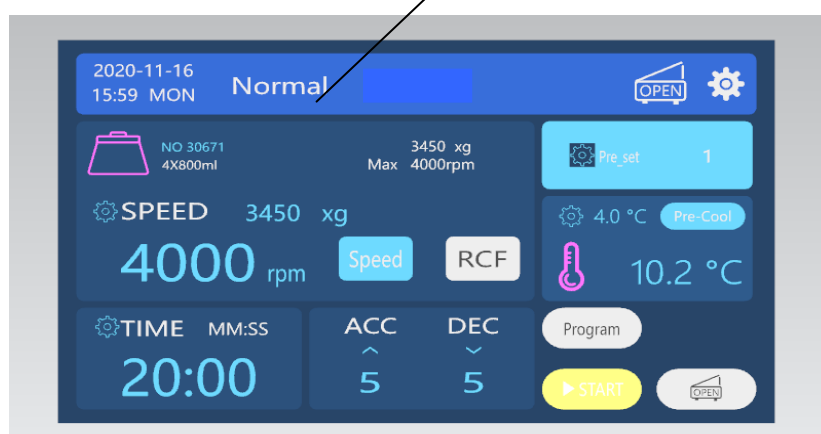 2020-11-16
15:59 MON
Normal
OPEN
NO 30671
4X800ml
3450 xg
Max 4000rpm
Pre_set 1
SPEED 3450 xg
4000 rpm
Speed
RCF
4.0 °C Pre-Cool
10.2 °C
TIME MM:SS
20:00
ACC DEC
5 5
Program
START
OPEN